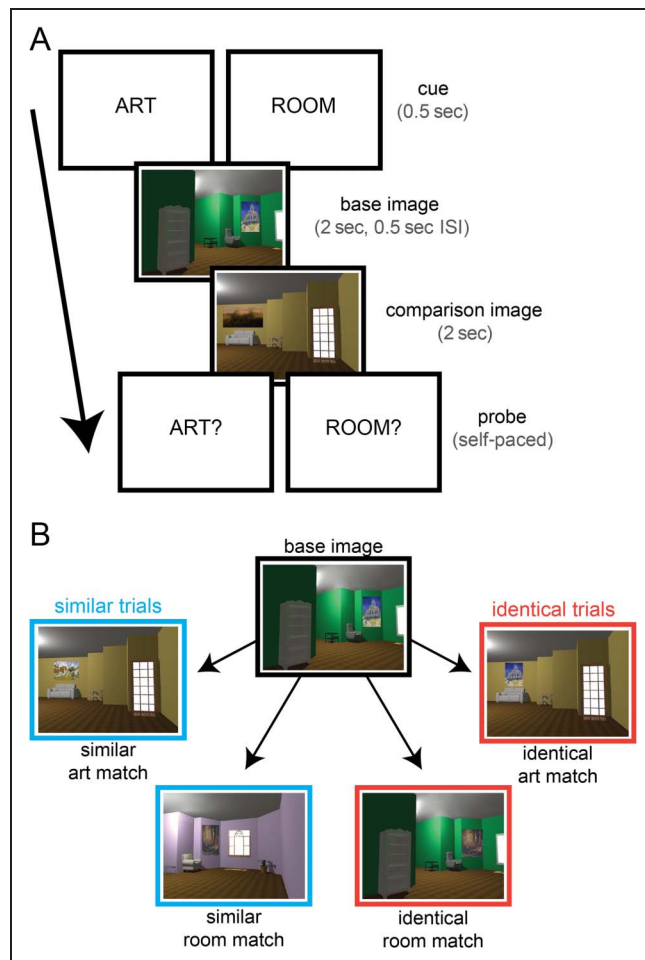 A
ART
ROOM
cue
(0.5 sec)
base image
(2 sec, 0.5 sec ISI)
comparison image
(2 sec)
ART?
ROOM?
probe
(self-paced)
B
base image
similar trials
identical trials
similar
art match
identical
art match
similar
room match
identical
room match